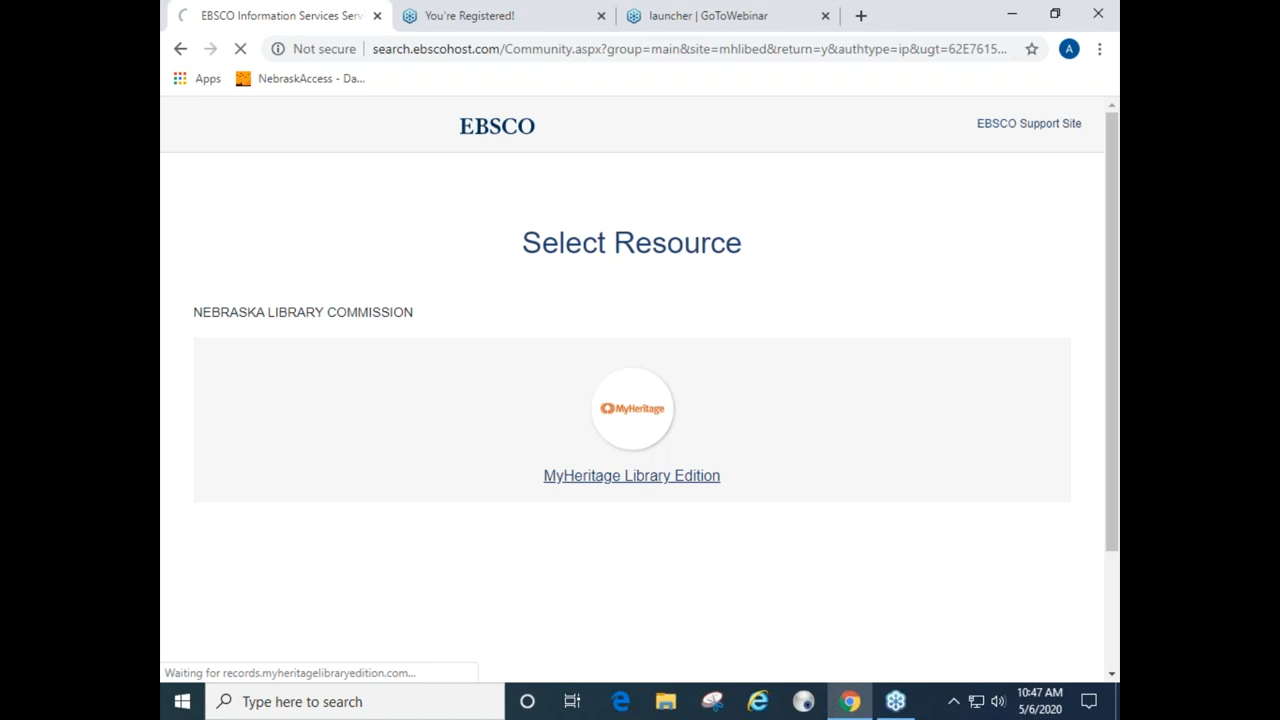 EBSCO Information Services Serv
You're Registered!
launcher | GoToWebinar
Not secure
search.ebscohost.com/Community.aspx?group=main&site=mhlibed&return=y&authtype=ip&ugt=62E7615...
A
Apps
NebraskAccess - Da...
EBSCO
EBSCO Support Site
Select Resource
NEBRASKA LIBRARY COMMISSION
MyHeritage
MyHeritage Library Edition
Waiting for records.myheritagelibraryedition.com...
Type here to search
10:47 AM
5/6/2020